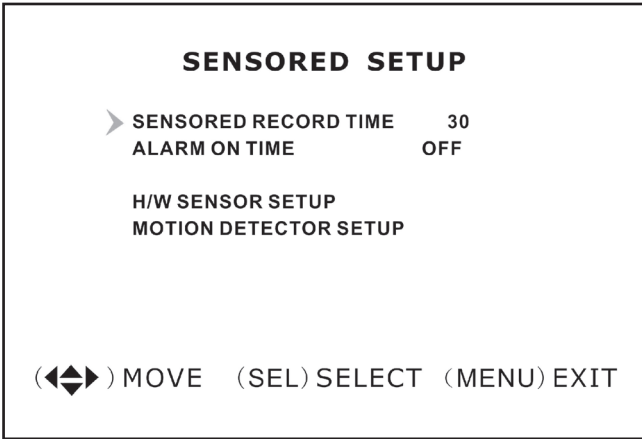 SENSORED SETUP
SENSORED RECORD TIME 30
ALARM ON TIME OFF
H/W SENSOR SETUP
MOTION DETECTOR SETUP
(◀▲▼▶) MOVE (SEL) SELECT (MENU) EXIT